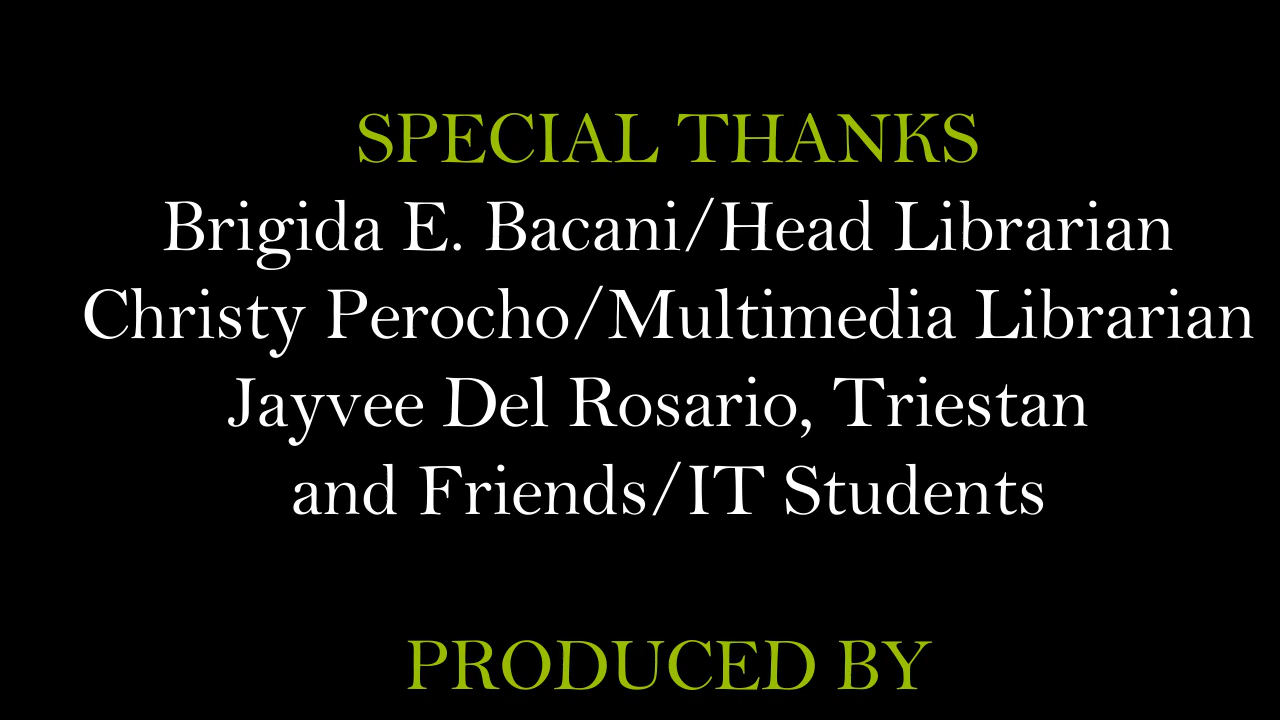 SPECIAL THANKS
Brigida E. Bacani/Head Librarian
Christy Perocho/Multimedia Librarian
Jayvee Del Rosario, Triestan
and Friends/IT Students
PRODUCED BY